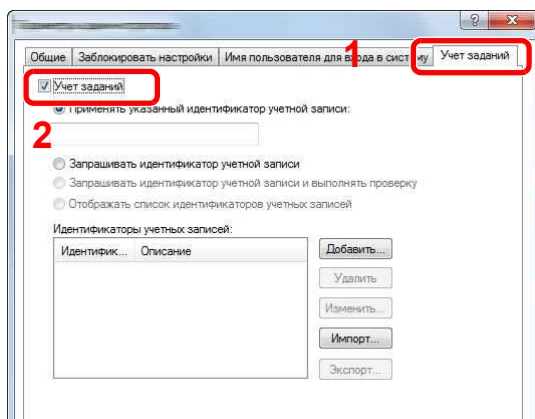 1
Общие Заблокировать настройки Имя пользователя для входа в систему Учет заданий
Учет заданий
Применять указанный идентификатор учетной записи:
2
Запрашивать идентификатор учетной записи
Запрашивать идентификатор учетной записи и выполнять проверку
Отображать список идентификаторов учетных записей
Идентификаторы учетных записей:
Идентифик... Описание
Добавить...
Удалить
Изменить...
Импорт...
Экспорт...